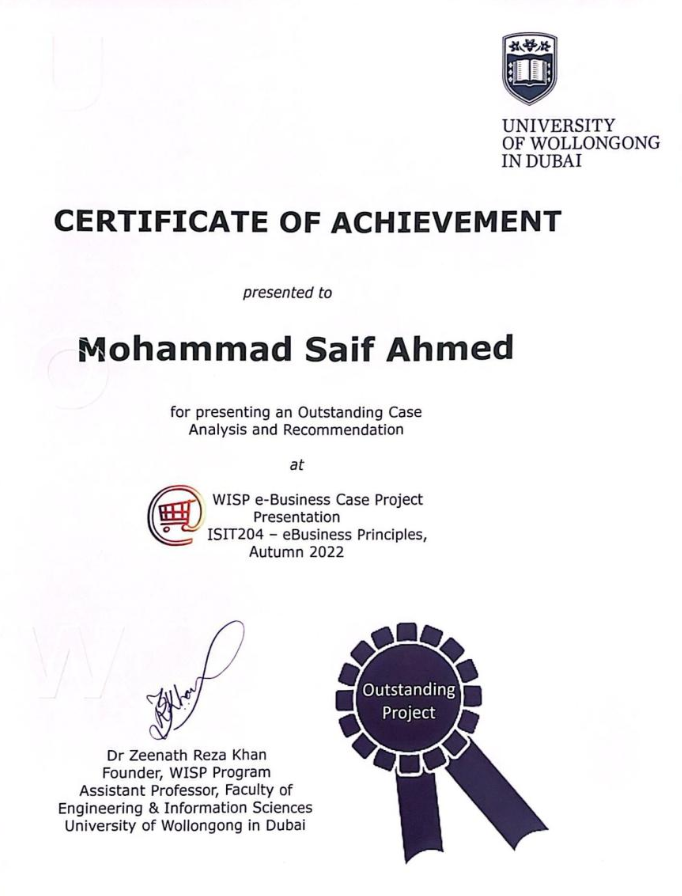 UNIVERSITY
OF WOLLONGONG
IN DUBAI
CERTIFICATE OF ACHIEVEMENT
presented to
Mohammad Saif Ahmed
for presenting an Outstanding Case
Analysis and Recommendation
at
WISP e-Business Case Project
Presentation
ISIT204 – eBusiness Principles,
Autumn 2022
Outstanding
Project
RKhan
Dr Zeenath Reza Khan
Founder, WISP Program
Assistant Professor, Faculty of
Engineering & Information Sciences
University of Wollongong in Dubai
U
O
W